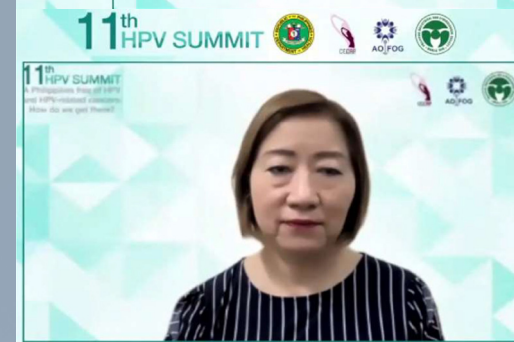 11th
HPV SUMMIT
AOFOG
11th
HPV SUMMIT
A Philippines free of HPV
and HPV-related cancers:
How do we get there?
AOFOG